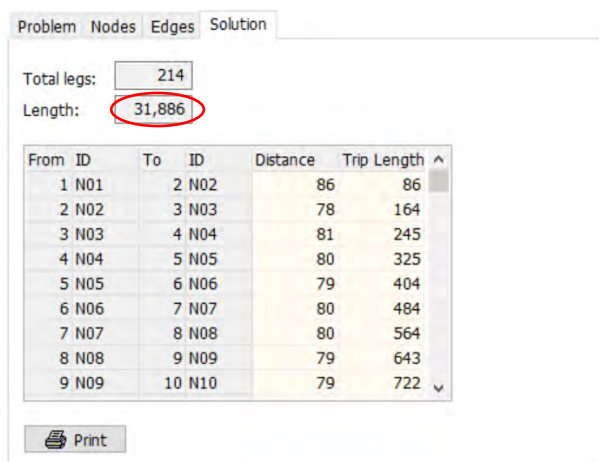 Problem Nodes Edges Solution
Total legs: 214
Length: 31,886
From ID To ID Distance Trip Length
1 N01 2 N02 86 86
2 N02 3 N03 78 164
3 N03 4 N04 81 245
4 N04 5 N05 80 325
5 N05 6 N06 79 404
6 N06 7 N07 80 484
7 N07 8 N08 80 564
8 N08 9 N09 79 643
9 N09 10 N10 79 722
Print